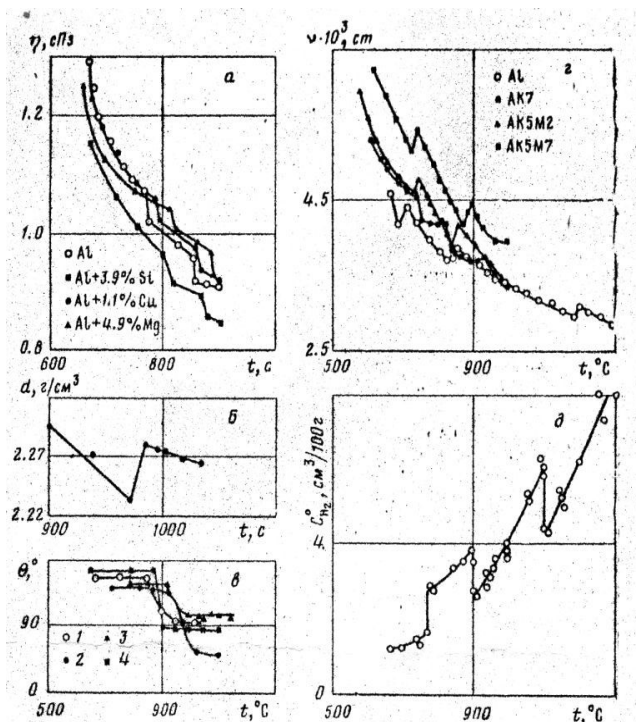 η, спз
а
1.2
1.0
0.8
Al
Al+3.9% Si
Al+1.1% Cu
Al+4.9% Mg
600
800
t, с
d, г/см³
б
2.27
2.22
900
1000
t, с
θ,°
в
90
0
1
2
3
4
900
t, °C
ν·10³, ст
г
Al
АК7
АК5М2
АК5М7
4.5
2.5
500
900
t, °C
C°H₂, см³/100г
д
4
0
500
900
t, °C